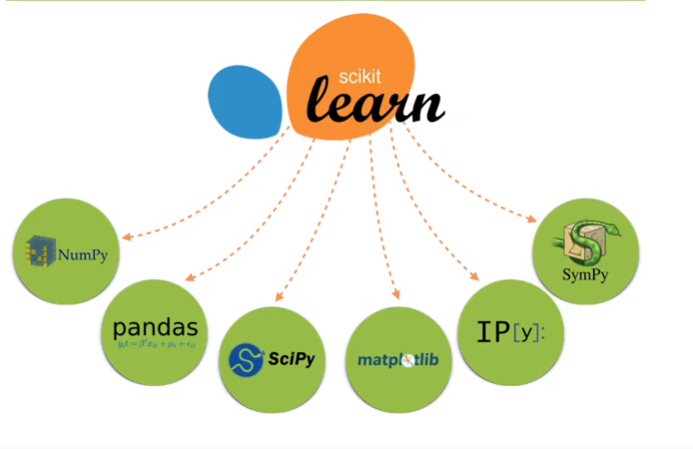 scikit
learn
NumPy
pandas
SciPy
matplotlib
IP[y]:
SymPy